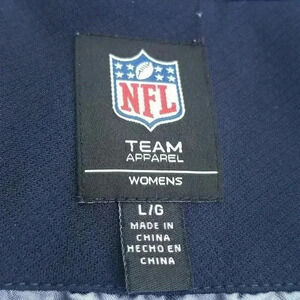 NFL
TEAM
APPAREL
WOMENS
L/G
MADE IN
CHINA
HECHO EN
CHINA